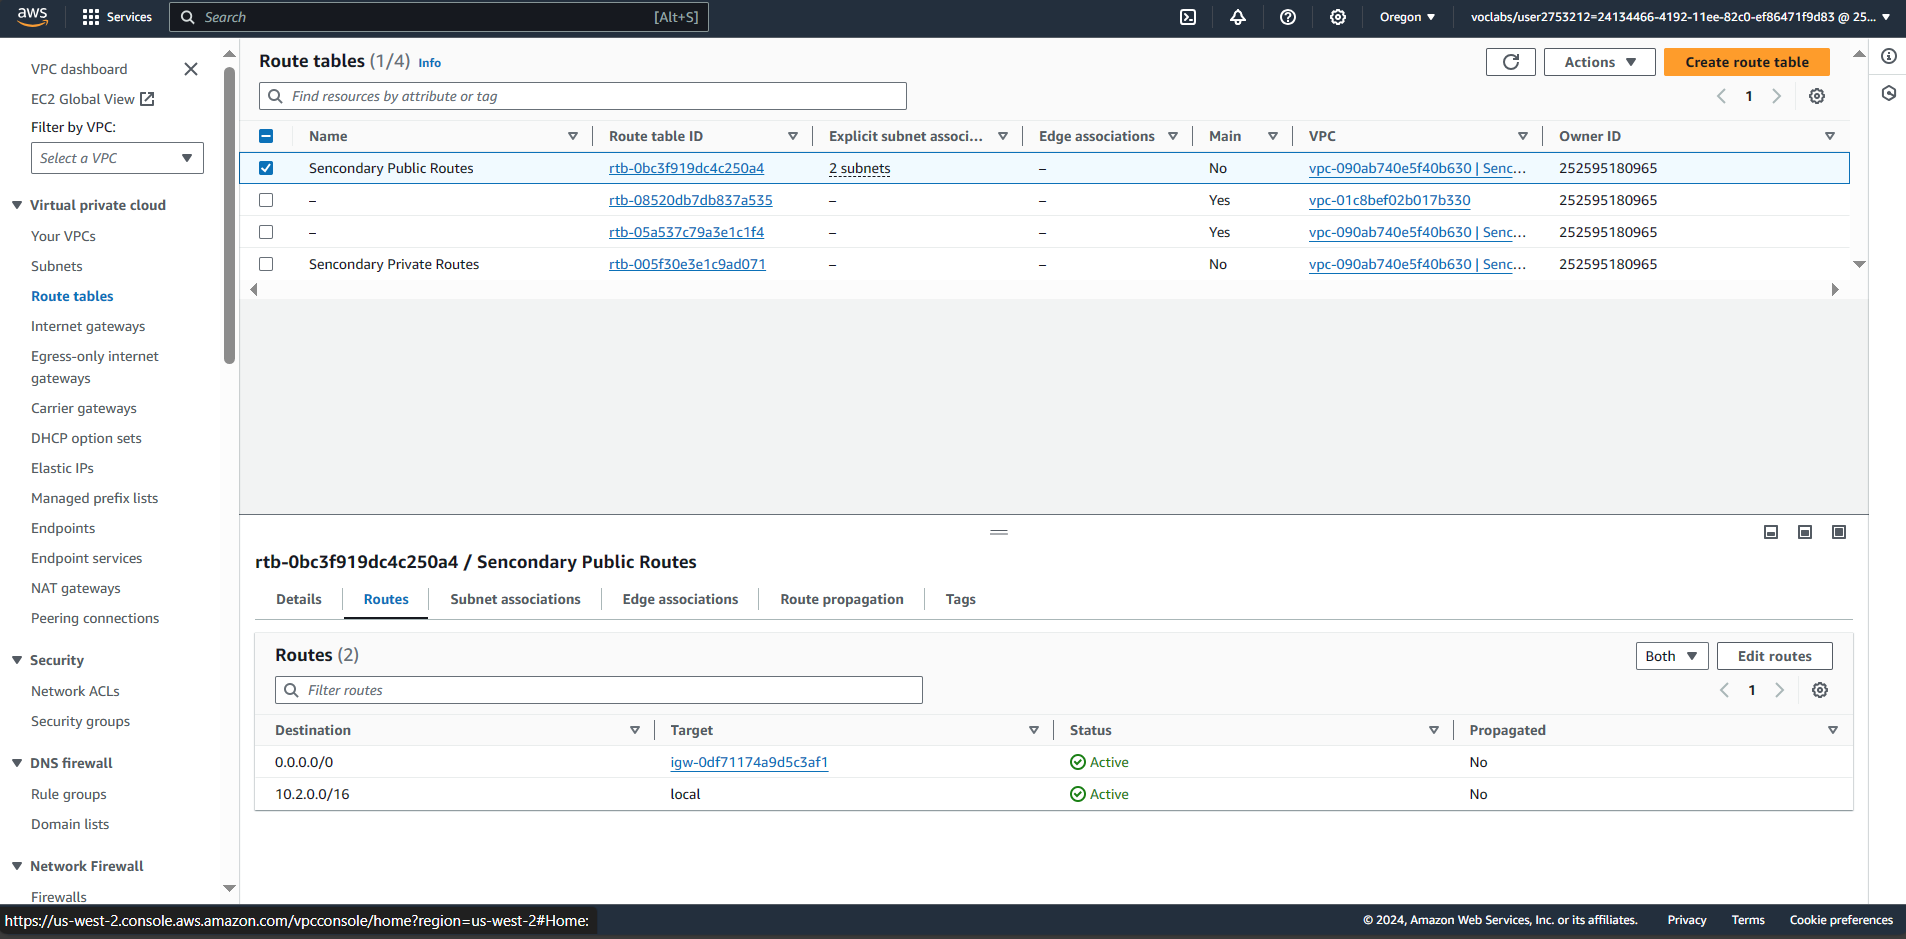 aws
Services
Search
[Alt+S]
Oregon
voclabs/user2753212=24134466-4192-11ee-82c0-ef86471f9d83 @ 25...
VPC dashboard
EC2 Global View
Filter by VPC:
Select a VPC
Virtual private cloud
Your VPCs
Subnets
Route tables
Internet gateways
Egress-only internet
gateways
Carrier gateways
DHCP option sets
Elastic IPs
Managed prefix lists
Endpoints
Endpoint services
NAT gateways
Peering connections
Security
Network ACLs
Security groups
DNS firewall
Rule groups
Domain lists
Network Firewall
Firewalls
Route tables (1/4) Info
Actions
Create route table
Find resources by attribute or tag
1
Name Route table ID Explicit subnet associ... Edge associations Main VPC Owner ID
Sencondary Public Routes rtb-0bc3f919dc4c250a4 2 subnets – No vpc-090ab740e5f40b630 | Senc... 252595180965
– rtb-08520db7db837a535 – – Yes vpc-01c8bef02b017b330 252595180965
– rtb-05a537c79a3e1c1f4 – – Yes vpc-090ab740e5f40b630 | Senc... 252595180965
Sencondary Private Routes rtb-005f30e3e1c9ad071 – – No vpc-090ab740e5f40b630 | Senc... 252595180965
rtb-0bc3f919dc4c250a4 / Sencondary Public Routes
Details Routes Subnet associations Edge associations Route propagation Tags
Routes (2)
Both
Edit routes
Filter routes
1
Destination Target Status Propagated
0.0.0.0/0 igw-0df71174a9d5c3af1 Active No
10.2.0.0/16 local Active No
https://us-west-2.console.aws.amazon.com/vpcconsole/home?region=us-west-2#Home:
© 2024, Amazon Web Services, Inc. or its affiliates. Privacy Terms Cookie preferences